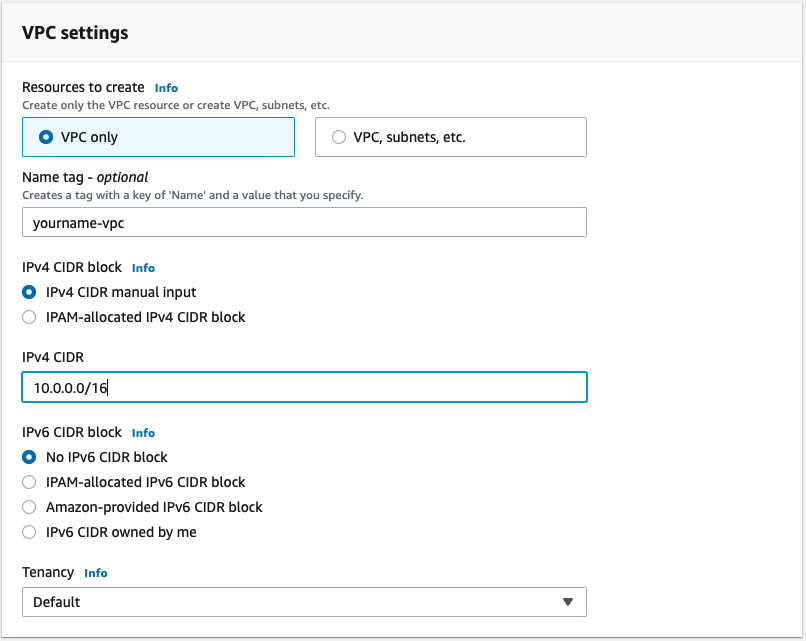 VPC settings
Resources to create Info
Create only the VPC resource or create VPC, subnets, etc.
VPC only
VPC, subnets, etc.
Name tag - optional
Creates a tag with a key of 'Name' and a value that you specify.
yourname-vpc
IPv4 CIDR block Info
IPv4 CIDR manual input
IPAM-allocated IPv4 CIDR block
IPv4 CIDR
10.0.0.0/16
IPv6 CIDR block Info
No IPv6 CIDR block
IPAM-allocated IPv6 CIDR block
Amazon-provided IPv6 CIDR block
IPv6 CIDR owned by me
Tenancy Info
Default